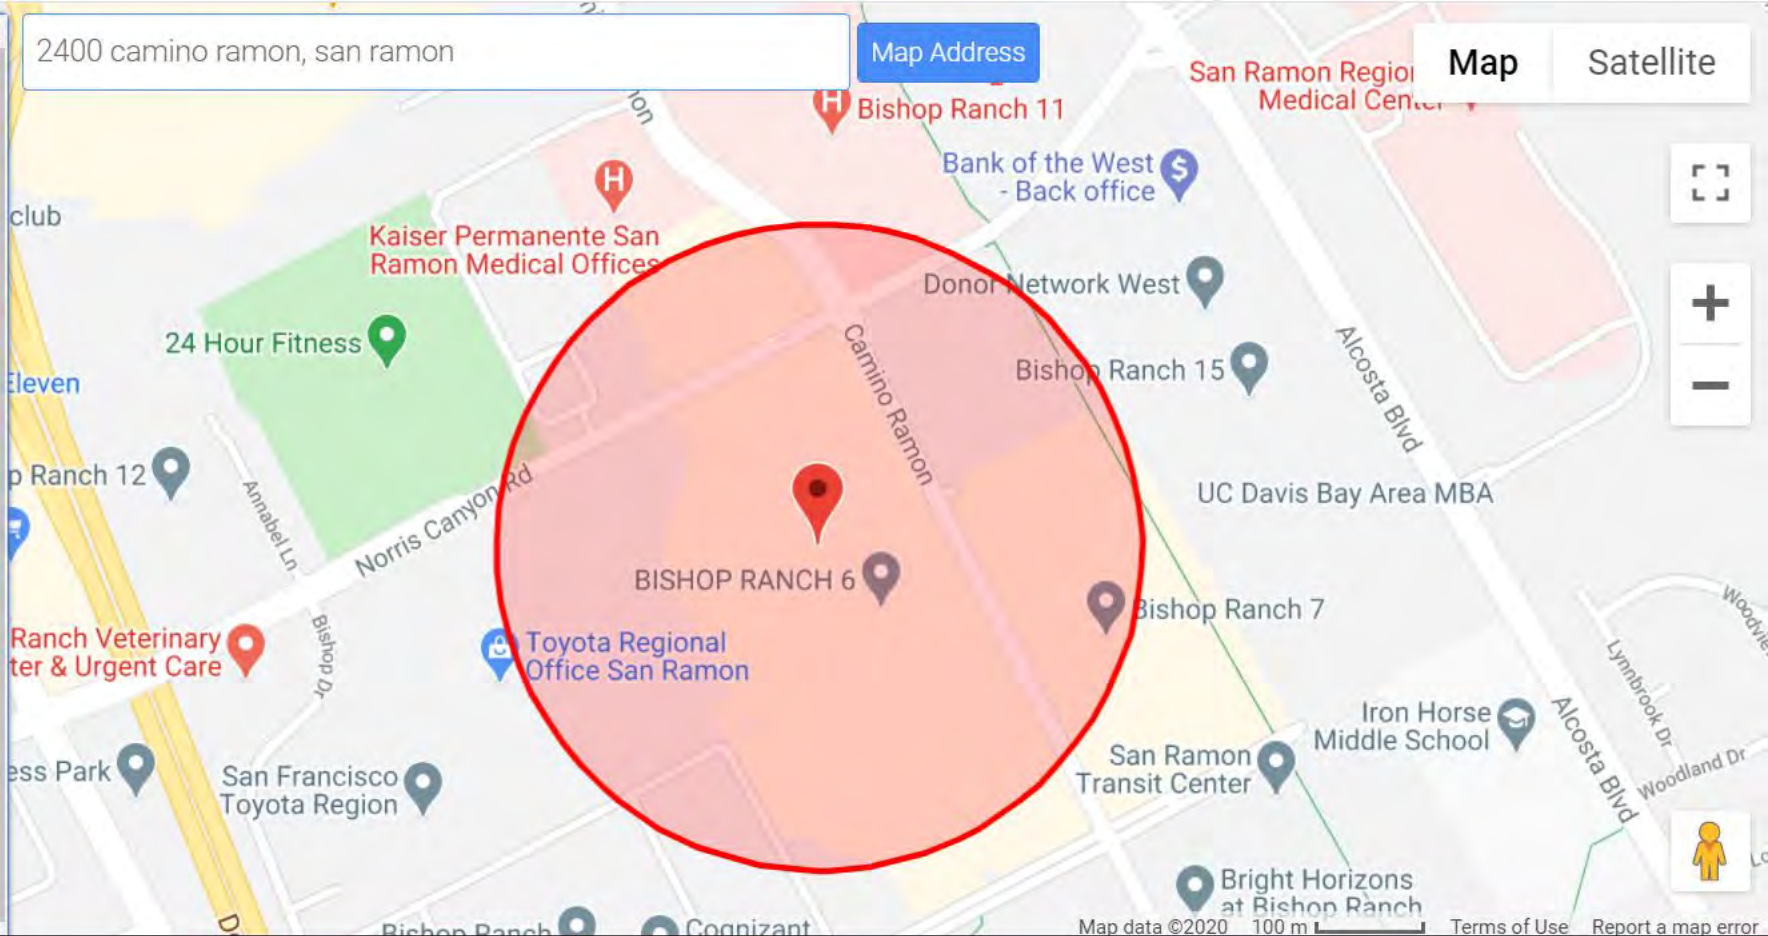 2400 camino ramon, san ramon
Map Address
Map
Satellite
San Ramon Regio
Medical Cent
Bishop Ranch 11
Bank of the West
- Back office
Kaiser Permanente San
Ramon Medical Offices
club
Donor Network West
24 Hour Fitness
Camino Ramon
Bishop Ranch 15
Alcosta Blvd
Eleven
p Ranch 12
Norris Canyon Rd
Annabel Ln
UC Davis Bay Area MBA
BISHOP RANCH 6
Bishop Ranch 7
Ranch Veterinary
ter & Urgent Care
Bishop Dr
Toyota Regional
Office San Ramon
Woodvie
Lynnbrook Dr
Iron Horse
Middle School
Alcosta Blvd
Woodland Dr
San Ramon
Transit Center
ess Park
San Francisco
Toyota Region
Bright Horizons
at Bishop Ranch
Bishop Ranch
Cognizant
Map data ©2020
100 m
Terms of Use
Report a map error